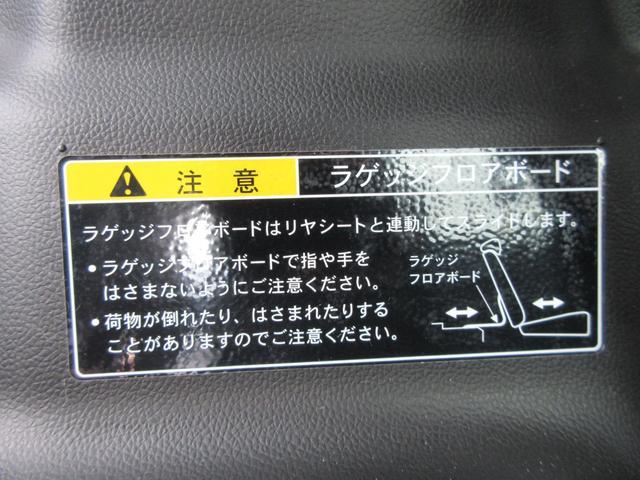 注意
ラゲッジフロアボード
ラゲッジフロアボードはリヤシートと連動してスライドします。
●ラゲッジフロアボードで指や手を
はさまないようにご注意ください。
●荷物が倒れたり、はさまれたりする
ことがありますのでご注意ください。
ラゲッジ
フロアボード